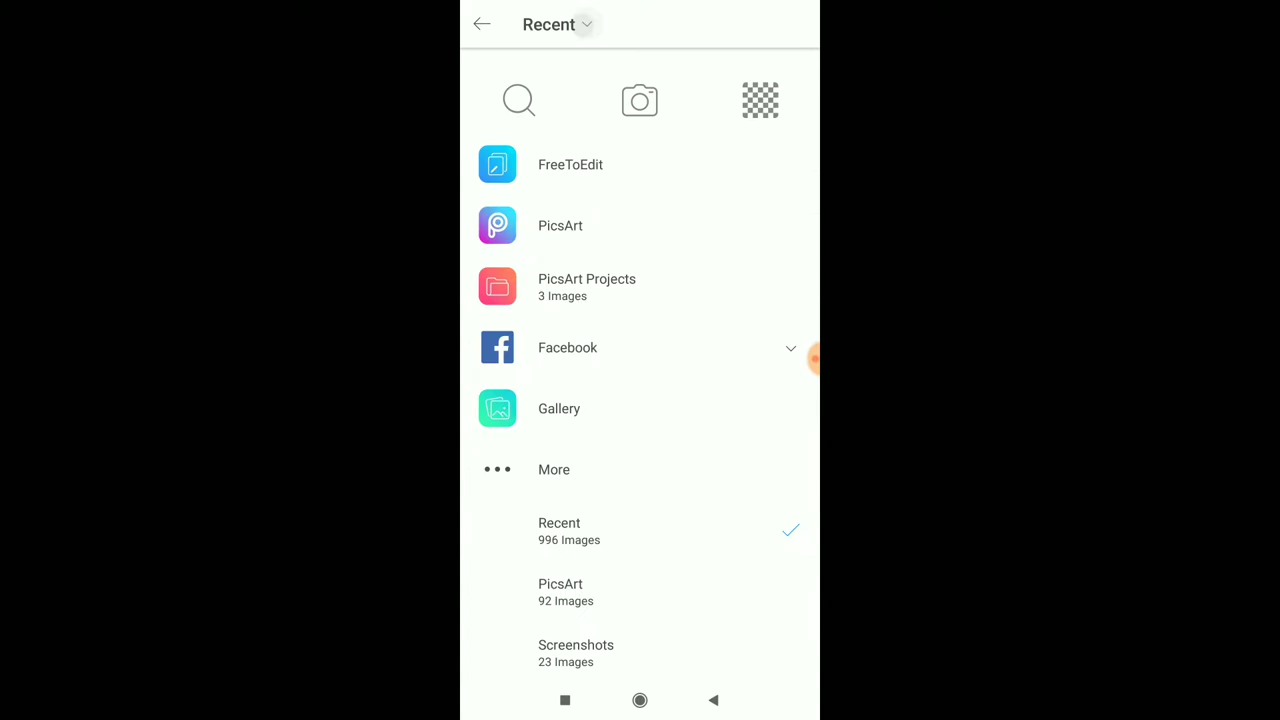 Recent
FreeToEdit
PicsArt
PicsArt Projects
3 Images
Facebook
Gallery
More
Recent
996 Images
PicsArt
92 Images
Screenshots
23 Images